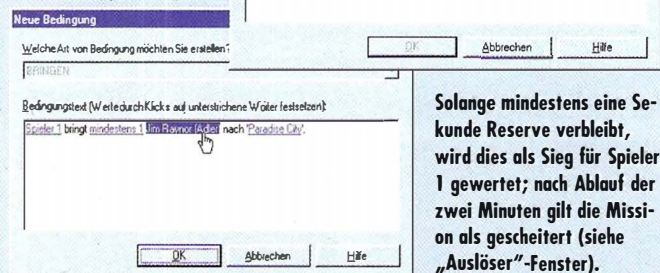 Neue Bedingung
Welche Art von Bedingung möchten Sie erstellen?
BRINGEN
Bedingungstext (Werte durch Klicks auf unterstrichene Wörter festsetzen):
Spieler 1 bringt mindestens 1 Jim Raynor (Adler) nach 'Paradise City'.
OK Abbrechen Hilfe
OK Abbrechen Hilfe
Solange mindestens eine Se-
kunde Reserve verbleibt,
wird dies als Sieg für Spieler
1 gewertet; nach Ablauf der
zwei Minuten gilt die Missi-
on als gescheitert (siehe
„Auslöser"-Fenster).